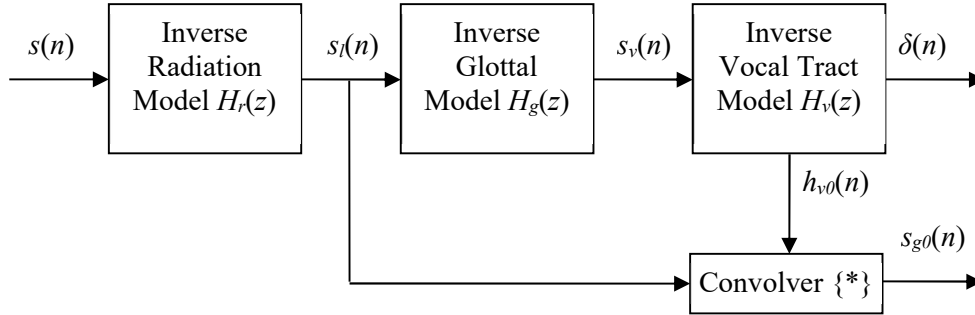 s(n)
Inverse
Radiation
Model Hr(z)
sl(n)
Inverse
Glottal
Model Hg(z)
sv(n)
Inverse
Vocal Tract
Model Hv(z)
δ(n)
hv0(n)
sg0(n)
Convolver {*}